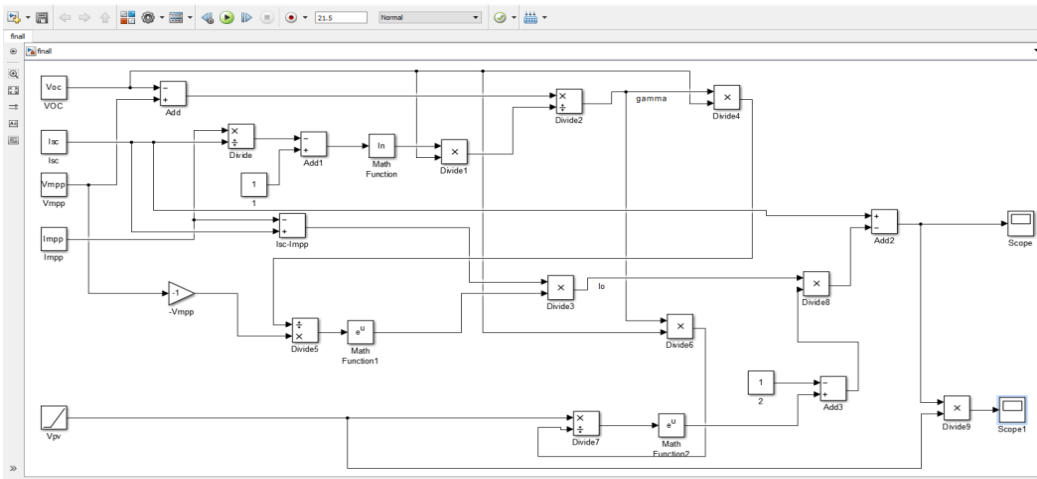 21.5
Normal
finall
finall
Voc
VOC
Add
Isc
Isc
Divide
Add1
ln
Math
Function
Divide1
Divide2
gamma
Divide4
1
1
Vmpp
Vmpp
Impp
Impp
Isc-Impp
Add2
Scope
-1
-Vmpp
Divide3
Io
Divide8
Divide5
eu
Math
Function1
Divide6
1
2
Add3
Vpv
Divide7
eu
Math
Function2
Divide9
Scope1